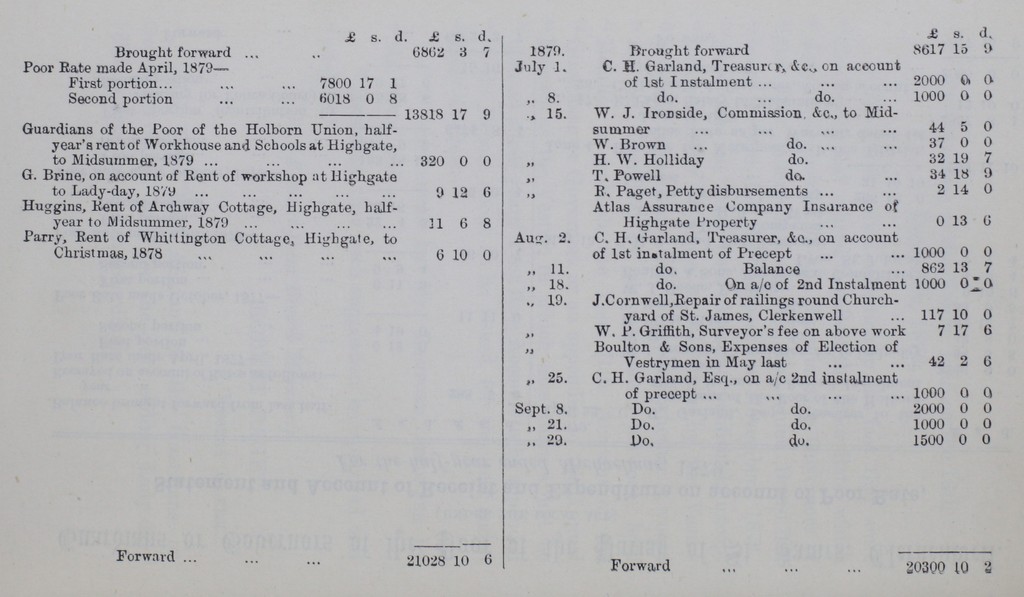 £ s. d. £ s. d.
Brought forward ... .. 6862 3 7
Poor Rate made April, 1879—
First portion... ... ... 7800 17 1
Second portion ... ... 6018 0 8
——— 13818 17 9
Guardians of the Poor of the Holborn Union, half-
year's rent of Workhouse and Schools at Highgate,
to Midsummer, 1879 ... ... ... ... 320 0 0
G. Brine, on account of Rent of workshop at Highgate
to Lady-day, 1879 ... ... ... ... 9 12 6
Huggins, Rent of Archway Cottage, Highgate, half-
year to Midsummer, 1879 ... ... ... ... 11 6 8
Parry, Rent of Whittington Cottage, Highgate, to
Christmas, 1878 ... ... ... ... 6 10 0
Forward ... ... ... 21028 10 6
£ s. d.
1879. Brought forward 8617 15 9
July 1. C. H. Garland, Treasurer, &c., on account
of 1st Instalment ... ... ... 2000 0 0
„ 8. do. ... do. ... 1000 0 0
„ 15. W. J. Ironside, Commission, &c., to Mid-
summer ... ... ... ... 44 5 0
W. Brown ... do. ... ... 37 0 0
„ H. W. Holliday do. 32 19 7
„ T. Powell do. ... 34 18 9
„ R. Paget, Petty disbursements ... ... 2 14 0
Atlas Assurance Company Insurance of
Highgate Property ... ... 0 13 6
Aug. 2. C. H. Garland, Treasurer, &c., on account
of 1st instalment of Precept ... ... 1000 0 0
„ 11. do. Balance ... 862 13 7
„ 18. do. On a/c of 2nd Instalment 1000 0 0
„ 19. J. Cornwell, Repair of railings round Church-
yard of St. James, Clerkenwell ... 117 10 0
„ W. P. Griffith, Surveyor's fee on above work 7 17 6
„ Boulton & Sons, Expenses of Election of
Vestrymen in May last ... ... 42 2 6
„ 25. C. H. Garland, Esq., on a/c 2nd instalment
of precept ... ... ... ... 1000 0 0
Sept. 8. Do. do. 2000 0 0
„ 21. Do. do. 1000 0 0
„ 29. Do. do. 1500 0 0
Forward ... ... ... 20300 10 2